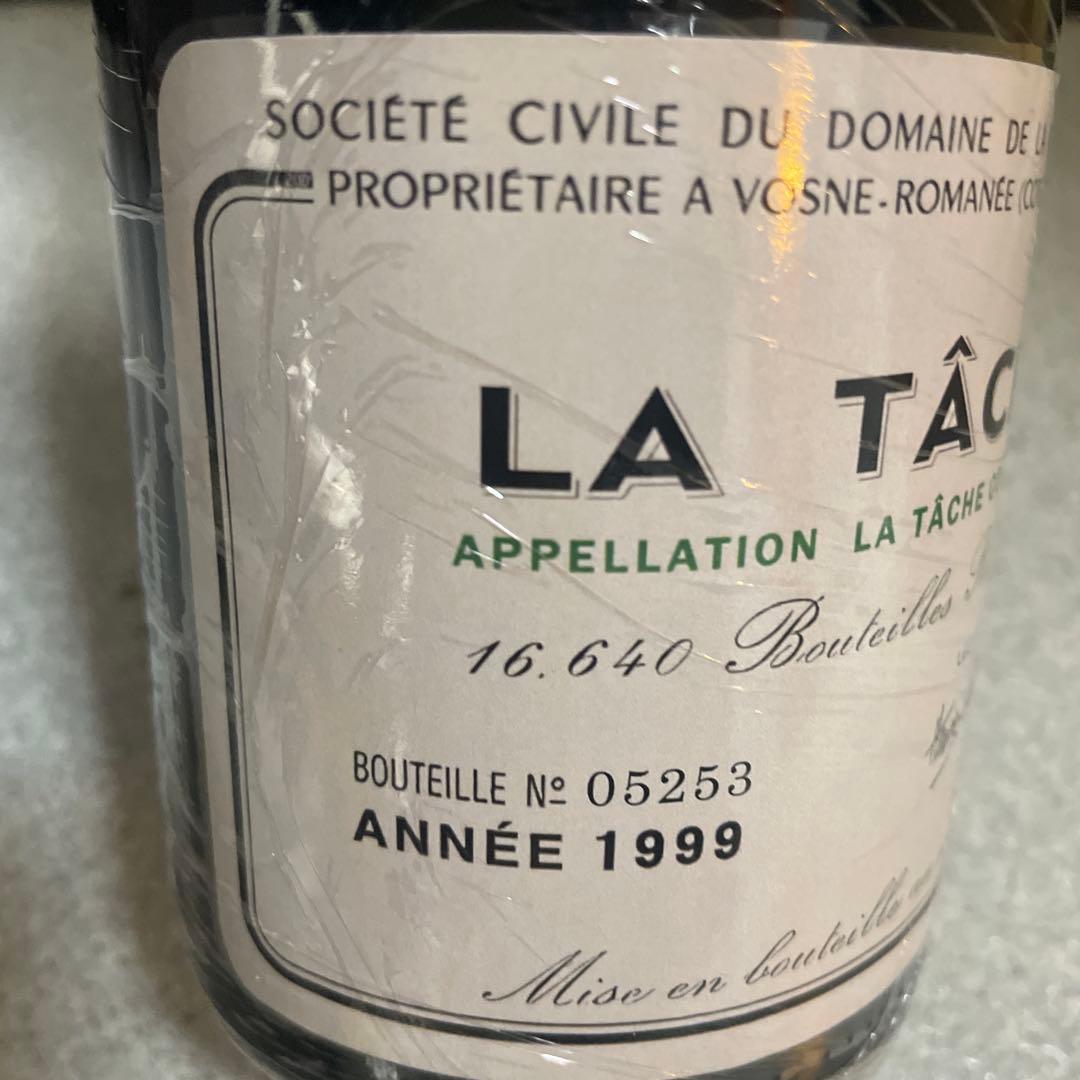 SOCIÉTÉ CIVILE DU DOMAINE DE LA
PROPRIÉTAIRE A VOSNE-ROMANÉE (CÔ
LA TÂC
APPELLATION LA TÂCHE
16.640 Bouteilles
BOUTEILLE Nº 05253
ANNÉE 1999
Mise en bouteille